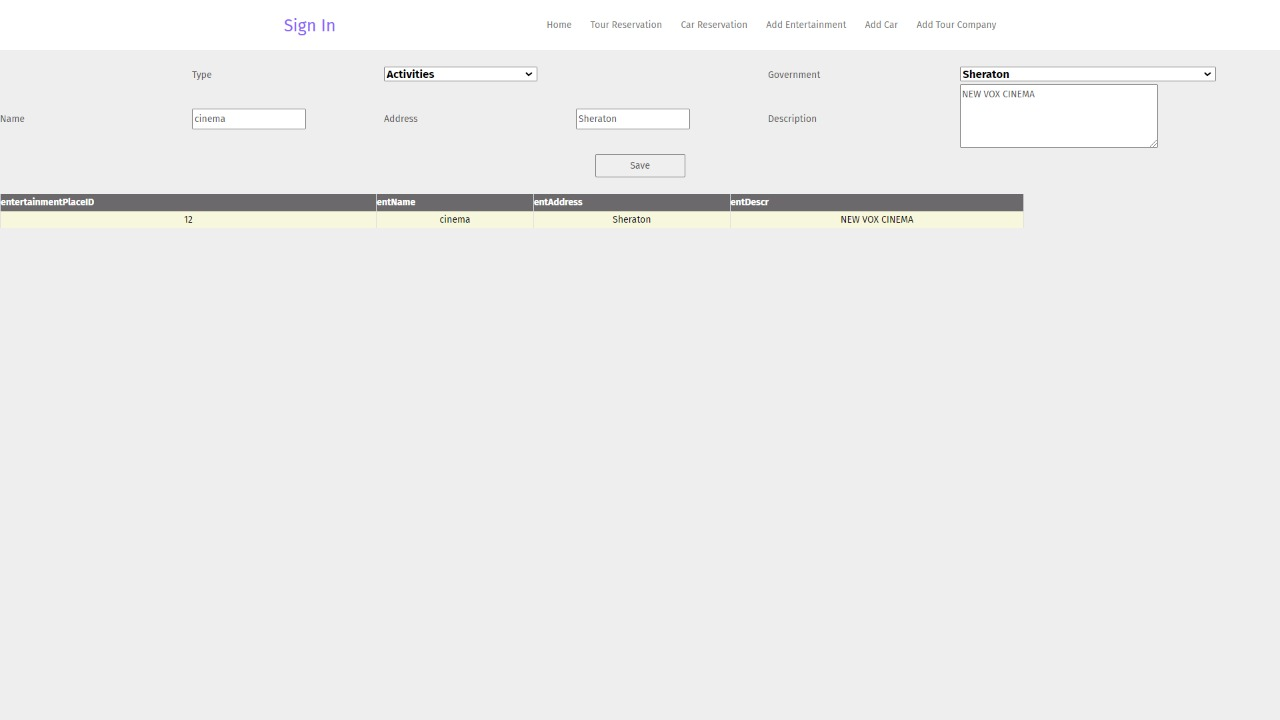 Sign In
Home Tour Reservation Car Reservation Add Entertainment Add Car Add Tour Company
Type Activities Government Sheraton
Name cinema Address Sheraton Description NEW VOX CINEMA
Save
entertainmentPlaceID entName entAddress entDescr
12 cinema Sheraton NEW VOX CINEMA